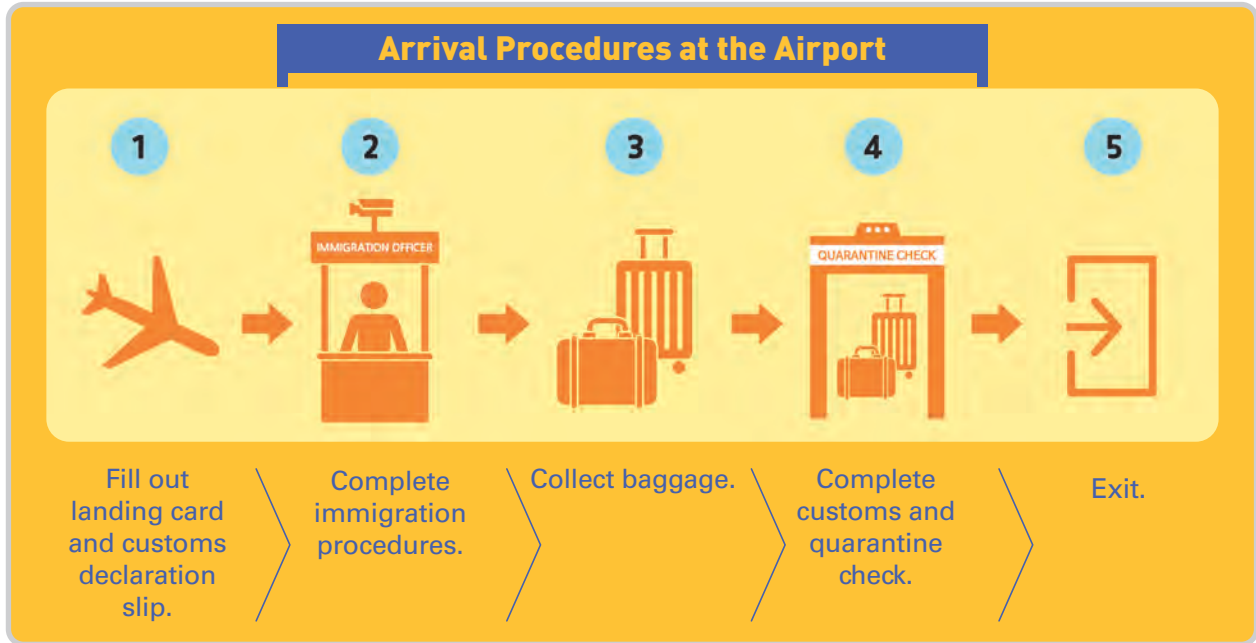 Arrival Procedures at the Airport
1
2
3
4
5
IMMIGRATION OFFICER
QUARANTINE CHECK
Fill out
landing card
and customs
declaration
slip.
Complete
immigration
procedures.
Collect baggage.
Complete
customs and
quarantine
check.
Exit.